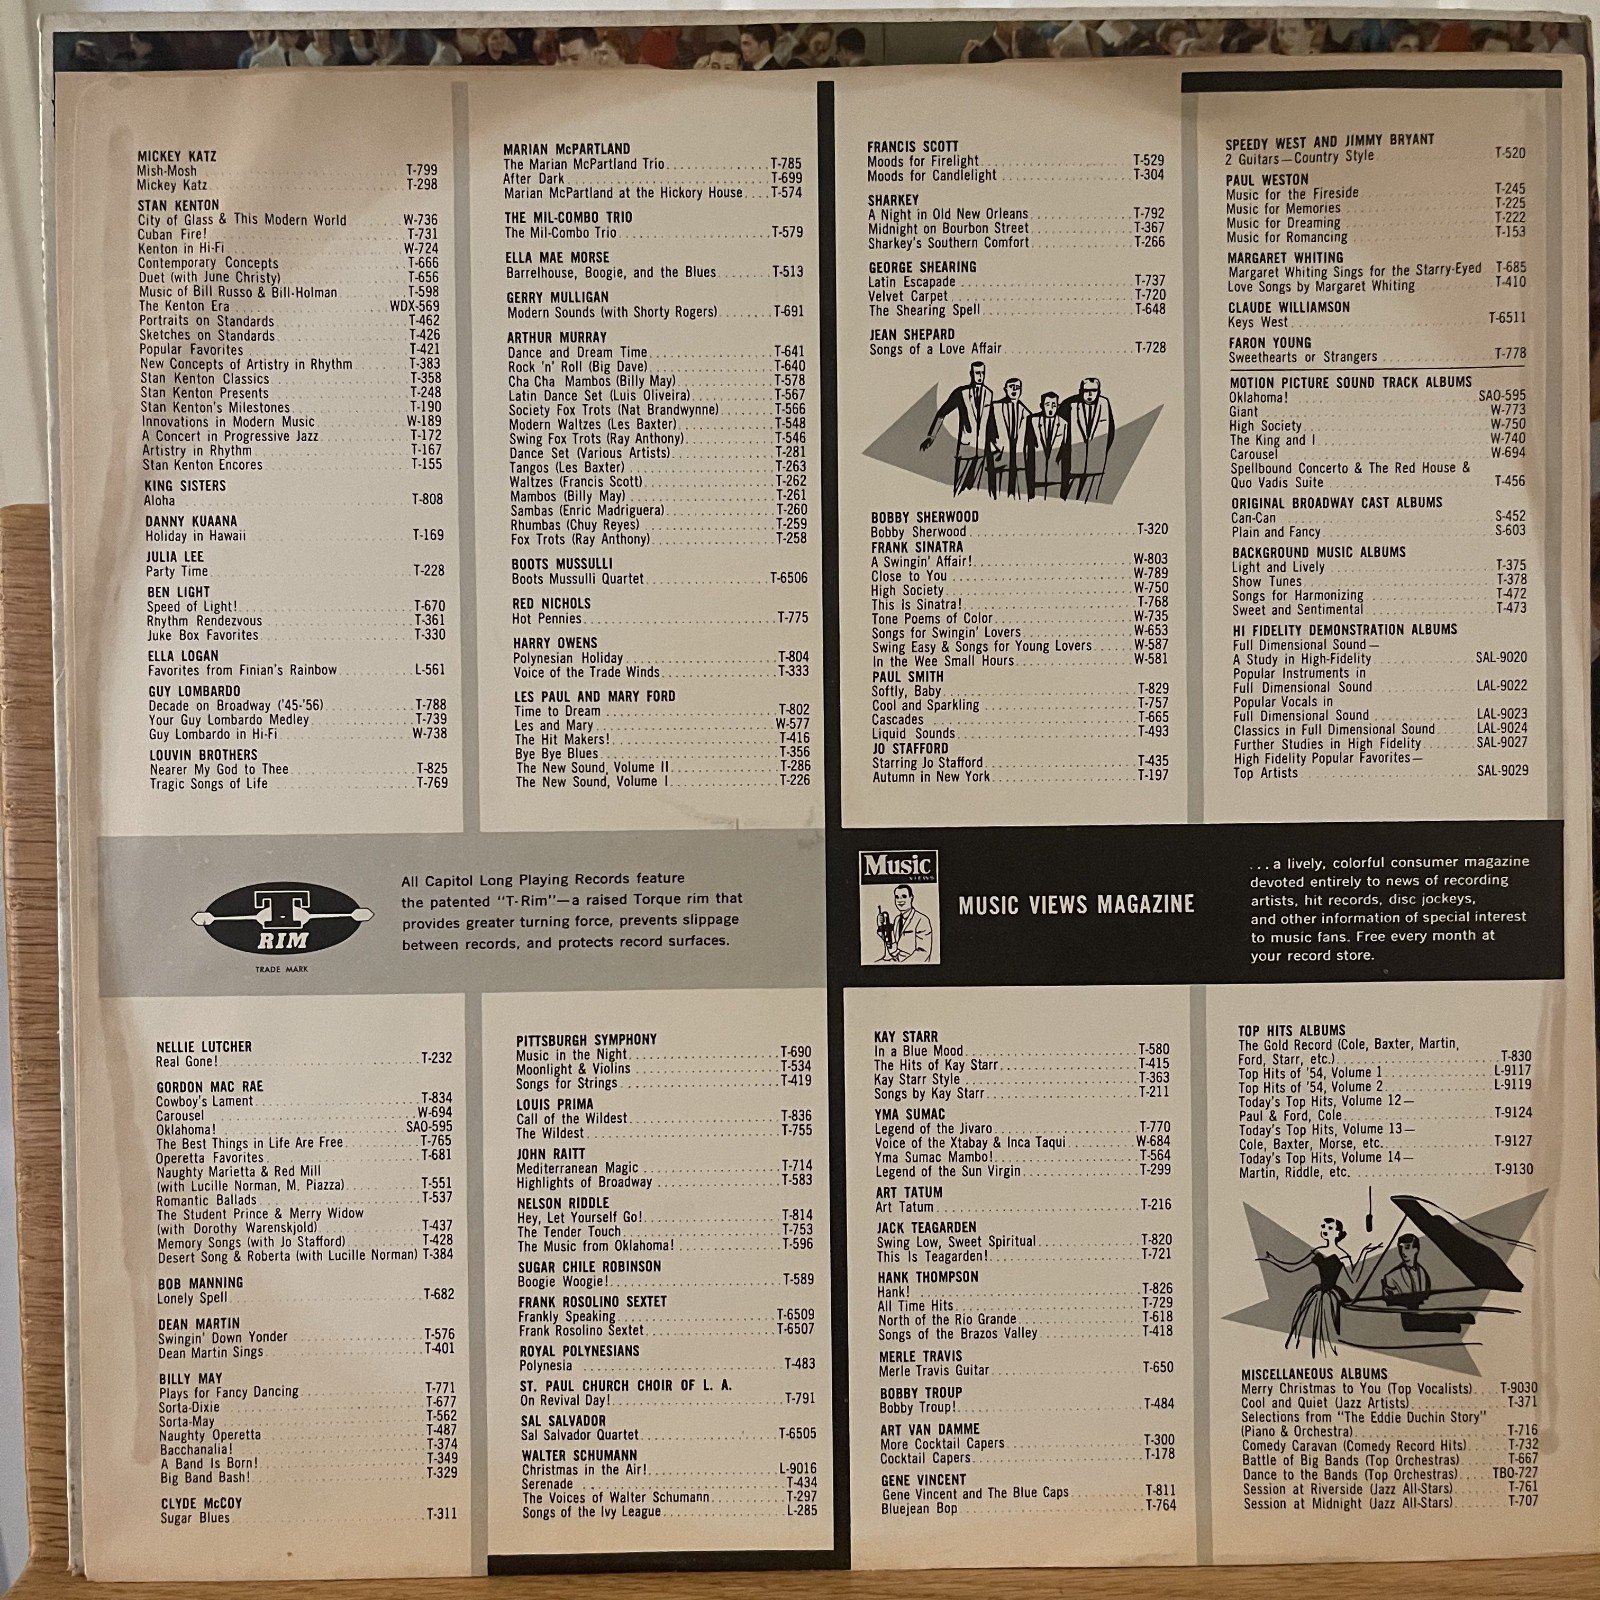 MICKEY KATZ
Mish-Mosh T-799
Mickey Katz T-298
STAN KENTON
City of Glass & This Modern World W-736
Cuban Fire! T-731
Kenton in Hi-Fi W-724
Contemporary Concepts T-666
Duet (with June Christy) T-656
Music of Bill Russo & Bill-Holman T-598
The Kenton Era WDX-569
Portraits on Standards T-462
Sketches on Standards T-426
Popular Favorites T-421
New Concepts of Artistry in Rhythm T-383
Stan Kenton Classics T-358
Stan Kenton Presents T-248
Stan Kenton's Milestones T-190
Innovations in Modern Music W-189
A Concert in Progressive Jazz T-172
Artistry in Rhythm T-167
Stan Kenton Encores T-155
KING SISTERS
Aloha T-808
DANNY KUAANA
Holiday in Hawaii T-169
JULIA LEE
Party Time T-228
BEN LIGHT
Speed of Light! T-670
Rhythm Rendezvous T-361
Juke Box Favorites T-330
ELLA LOGAN
Favorites from Finian's Rainbow L-561
GUY LOMBARDO
Decade on Broadway ('45-'56) T-788
Your Guy Lombardo Medley T-739
Guy Lombardo in Hi-Fi W-738
LOUVIN BROTHERS
Nearer My God to Thee T-825
Tragic Songs of Life T-769
MARIAN McPARTLAND
The Marian McPartland Trio T-785
After Dark T-699
Marian McPartland at the Hickory House T-574
THE MIL-COMBO TRIO
The Mil-Combo Trio T-579
ELLA MAE MORSE
Barrelhouse, Boogie, and the Blues T-513
GERRY MULLIGAN
Modern Sounds (with Shorty Rogers) T-691
ARTHUR MURRAY
Dance and Dream Time T-641
Rock 'n' Roll (Big Dave) T-640
Cha Cha Mambos (Billy May) T-578
Latin Dance Set (Luis Oliveira) T-567
Society Fox Trots (Nat Brandwynne) T-566
Modern Waltzes (Les Baxter) T-548
Swing Fox Trots (Ray Anthony) T-546
Dance Set (Various Artists) T-281
Tangos (Les Baxter) T-263
Waltzes (Francis Scott) T-262
Mambos (Billy May) T-261
Sambas (Enric Madriguera) T-260
Rhumbas (Chuy Reyes) T-259
Fox Trots (Ray Anthony) T-258
BOOTS MUSSULLI
Boots Mussulli Quartet T-6506
RED NICHOLS
Hot Pennies T-775
HARRY OWENS
Polynesian Holiday T-804
Voice of the Trade Winds T-333
LES PAUL AND MARY FORD
Time to Dream T-802
Les and Mary W-577
The Hit Makers! T-416
Bye Bye Blues T-356
The New Sound, Volume II T-286
The New Sound, Volume I T-226
FRANCIS SCOTT
Moods for Firelight T-529
Moods for Candlelight T-304
SHARKEY
A Night in Old New Orleans T-792
Midnight on Bourbon Street T-367
Sharkey's Southern Comfort T-266
GEORGE SHEARING
Latin Escapade T-737
Velvet Carpet T-720
The Shearing Spell T-648
JEAN SHEPARD
Songs of a Love Affair T-728
BOBBY SHERWOOD
Bobby Sherwood T-320
FRANK SINATRA
A Swingin' Affair! W-803
Close to You W-789
High Society W-750
This Is Sinatra! T-768
Tone Poems of Color W-735
Songs for Swingin' Lovers W-653
Swing Easy & Songs for Young Lovers W-587
In the Wee Small Hours W-581
PAUL SMITH
Softly, Baby T-829
Cool and Sparkling T-757
Cascades T-665
Liquid Sounds T-493
JO STAFFORD
Starring Jo Stafford T-435
Autumn in New York T-197
SPEEDY WEST AND JIMMY BRYANT
2 Guitars—Country Style T-520
PAUL WESTON
Music for the Fireside T-245
Music for Memories T-225
Music for Dreaming T-222
Music for Romancing T-153
MARGARET WHITING
Margaret Whiting Sings for the Starry-Eyed T-685
Love Songs by Margaret Whiting T-410
CLAUDE WILLIAMSON
Keys West T-6511
FARON YOUNG
Sweethearts or Strangers T-778
MOTION PICTURE SOUND TRACK ALBUMS
Oklahoma! SAO-595
Giant W-773
High Society W-750
The King and I W-740
Carousel W-694
Spellbound Concerto & The Red House &
Quo Vadis Suite T-456
ORIGINAL BROADWAY CAST ALBUMS
Can-Can S-452
Plain and Fancy S-603
BACKGROUND MUSIC ALBUMS
Light and Lively T-375
Show Tunes T-378
Songs for Harmonizing T-472
Sweet and Sentimental T-473
HI FIDELITY DEMONSTRATION ALBUMS
Full Dimensional Sound—
A Study in High-Fidelity SAL-9020
Popular Instruments in
Full Dimensional Sound LAL-9022
Popular Vocals in
Full Dimensional Sound LAL-9023
Classics in Full Dimensional Sound LAL-9024
Further Studies in High Fidelity SAL-9027
High Fidelity Popular Favorites—
Top Artists SAL-9029
T
RIM
TRADE MARK
All Capitol Long Playing Records feature
the patented "T-Rim"—a raised Torque rim that
provides greater turning force, prevents slippage
between records, and protects record surfaces.
Music
VIEWS
MUSIC VIEWS MAGAZINE
...a lively, colorful consumer magazine
devoted entirely to news of recording
artists, hit records, disc jockeys,
and other information of special interest
to music fans. Free every month at
your record store.
NELLIE LUTCHER
Real Gone! T-232
GORDON MAC RAE
Cowboy's Lament T-834
Carousel W-694
Oklahoma! SAO-595
The Best Things in Life Are Free T-765
Operetta Favorites T-681
Naughty Marietta & Red Mill
(with Lucille Norman, M. Piazza) T-551
Romantic Ballads T-537
The Student Prince & Merry Widow
(with Dorothy Warenskjold) T-437
Memory Songs (with Jo Stafford) T-428
Desert Song & Roberta (with Lucille Norman) T-384
BOB MANNING
Lonely Spell T-682
DEAN MARTIN
Swingin' Down Yonder T-576
Dean Martin Sings T-401
BILLY MAY
Plays for Fancy Dancing T-771
Sorta-Dixie T-677
Sorta-May T-562
Naughty Operetta T-487
Bacchanalia! T-374
A Band Is Born! T-349
Big Band Bash! T-329
CLYDE McCOY
Sugar Blues T-311
PITTSBURGH SYMPHONY
Music in the Night T-690
Moonlight & Violins T-534
Songs for Strings T-419
LOUIS PRIMA
Call of the Wildest T-836
The Wildest T-755
JOHN RAITT
Mediterranean Magic T-714
Highlights of Broadway T-583
NELSON RIDDLE
Hey, Let Yourself Go! T-814
The Tender Touch T-753
The Music from Oklahoma! T-596
SUGAR CHILE ROBINSON
Boogie Woogie! T-589
FRANK ROSOLINO SEXTET
Frankly Speaking T-6509
Frank Rosolino Sextet T-6507
ROYAL POLYNESIANS
Polynesia T-483
ST. PAUL CHURCH CHOIR OF L. A.
On Revival Day! T-791
SAL SALVADOR
Sal Salvador Quartet T-6505
WALTER SCHUMANN
Christmas in the Air! L-9016
Serenade T-434
The Voices of Walter Schumann T-297
Songs of the Ivy League L-285
KAY STARR
In a Blue Mood T-580
The Hits of Kay Starr T-415
Kay Starr Style T-363
Songs by Kay Starr T-211
YMA SUMAC
Legend of the Jivaro T-770
Voice of the Xtabay & Inca Taqui W-684
Yma Sumac Mambo! T-564
Legend of the Sun Virgin T-299
ART TATUM
Art Tatum T-216
JACK TEAGARDEN
Swing Low, Sweet Spiritual T-820
This Is Teagarden! T-721
HANK THOMPSON
Hank! T-826
All Time Hits T-729
North of the Rio Grande T-618
Songs of the Brazos Valley T-418
MERLE TRAVIS
Merle Travis Guitar T-650
BOBBY TROUP
Bobby Troup! T-484
ART VAN DAMME
More Cocktail Capers T-300
Cocktail Capers T-178
GENE VINCENT
Gene Vincent and The Blue Caps T-811
Bluejean Bop T-764
TOP HITS ALBUMS
The Gold Record (Cole, Baxter, Martin,
Ford, Starr, etc.) T-830
Top Hits of '54, Volume 1 L-9117
Top Hits of '54, Volume 2 L-9119
Today's Top Hits, Volume 12—
Paul & Ford, Cole T-9124
Today's Top Hits, Volume 13—
Cole, Baxter, Morse, etc. T-9127
Today's Top Hits, Volume 14—
Martin, Riddle, etc. T-9130
MISCELLANEOUS ALBUMS
Merry Christmas to You (Top Vocalists) T-9030
Cool and Quiet (Jazz Artists) T-371
Selections from "The Eddie Duchin Story"
(Piano & Orchestra) T-716
Comedy Caravan (Comedy Record Hits) T-732
Battle of Big Bands (Top Orchestras) T-667
Dance to the Bands (Top Orchestras) TBO-727
Session at Riverside (Jazz All-Stars) T-761
Session at Midnight (Jazz All-Stars) T-707